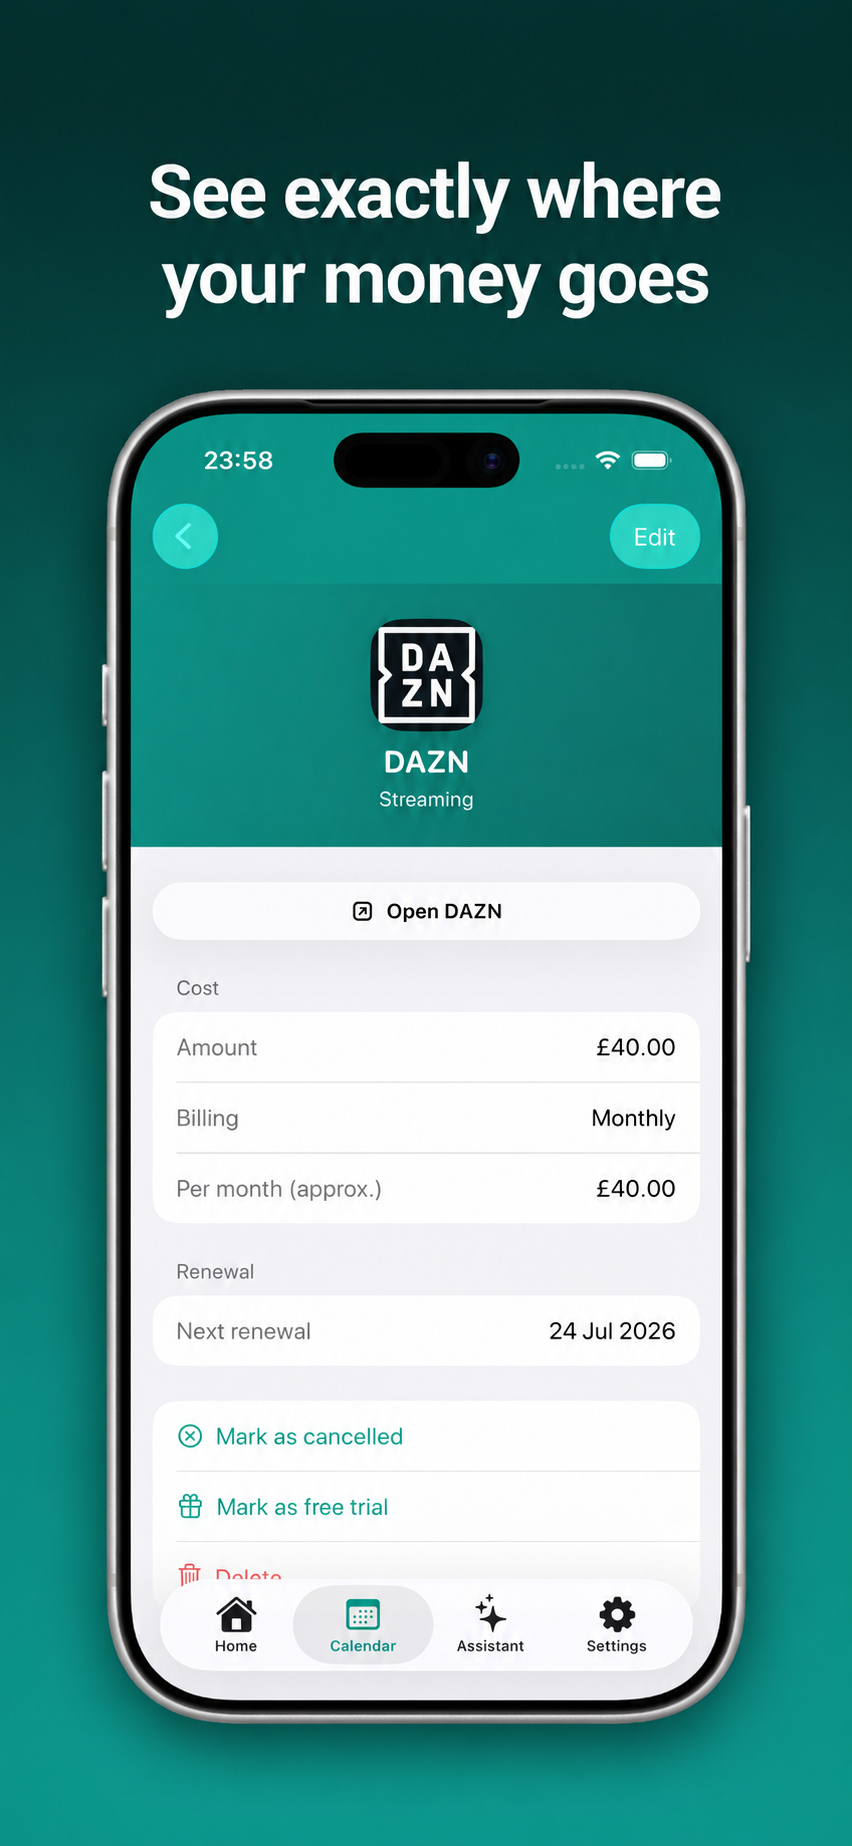 See exactly where
your money goes
23:58
Edit
DA
ZN
DAZN
Streaming
Open DAZN
Cost
Amount £40.00
Billing Monthly
Per month (approx.) £40.00
Renewal
Next renewal 24 Jul 2026
Mark as cancelled
Mark as free trial
Delete
Home Calendar Assistant Settings